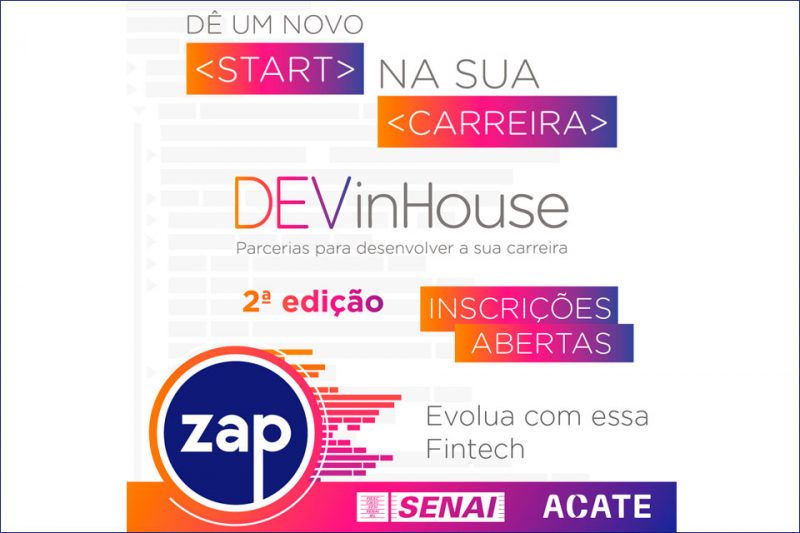 DÊ UM NOVO
<START> NA SUA
<CARREIRA>
DEVinHouse
Parcerias para desenvolver a sua carreira
2ª edição
INSCRIÇÕES
ABERTAS
zap
Evolua com essa
Fintech
SENAI
ACATE